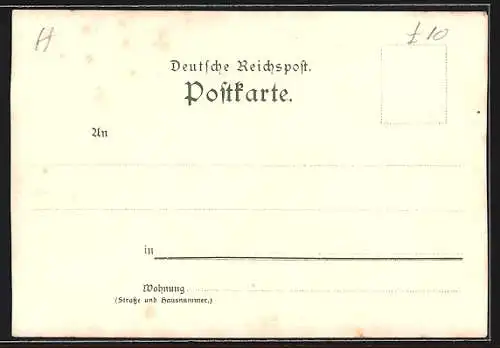 H
£10
Deutsche Reichspost.
Postkarte.
An
in
Wohnung
(Straße und Hausnummer.)